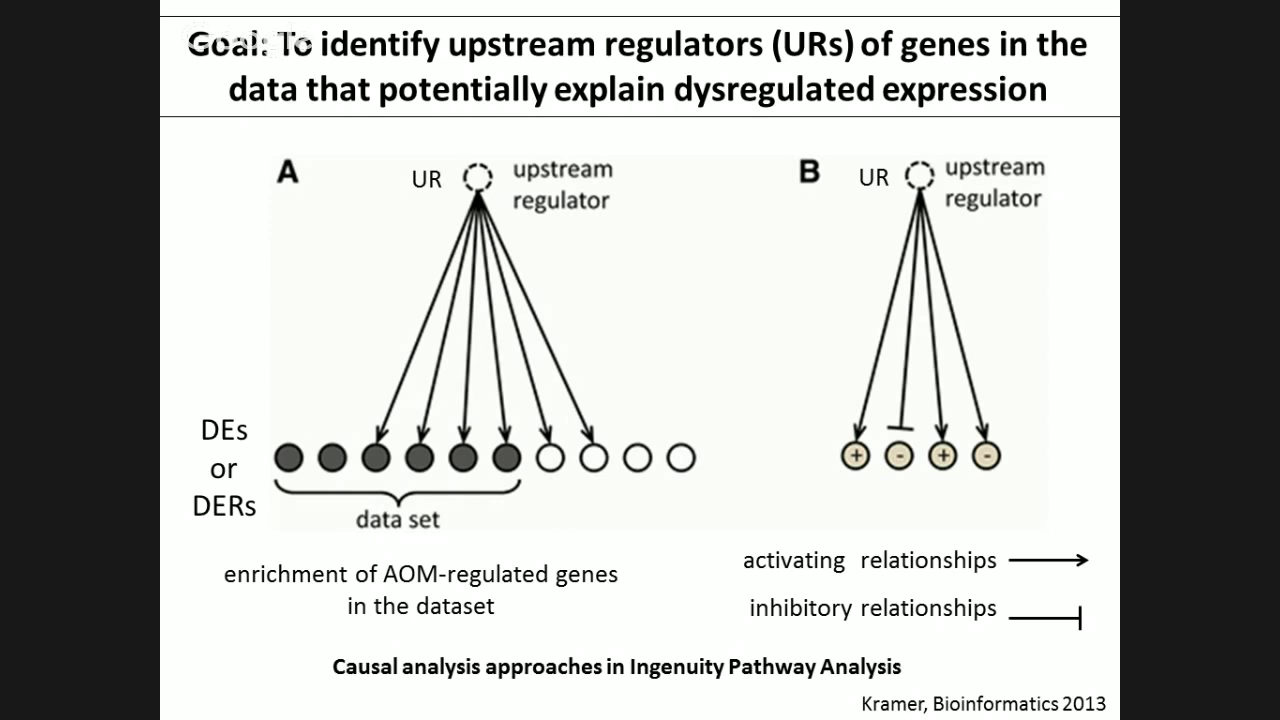 Goal: To identify upstream regulators (URs) of genes in the
data that potentially explain dysregulated expression
A
UR
upstream
regulator
B
UR
upstream
regulator
DEs
or
DERs
data set
+
-
+
-
enrichment of AOM-regulated genes
in the dataset
activating relationships
inhibitory relationships
Causal analysis approaches in Ingenuity Pathway Analysis
Kramer, Bioinformatics 2013